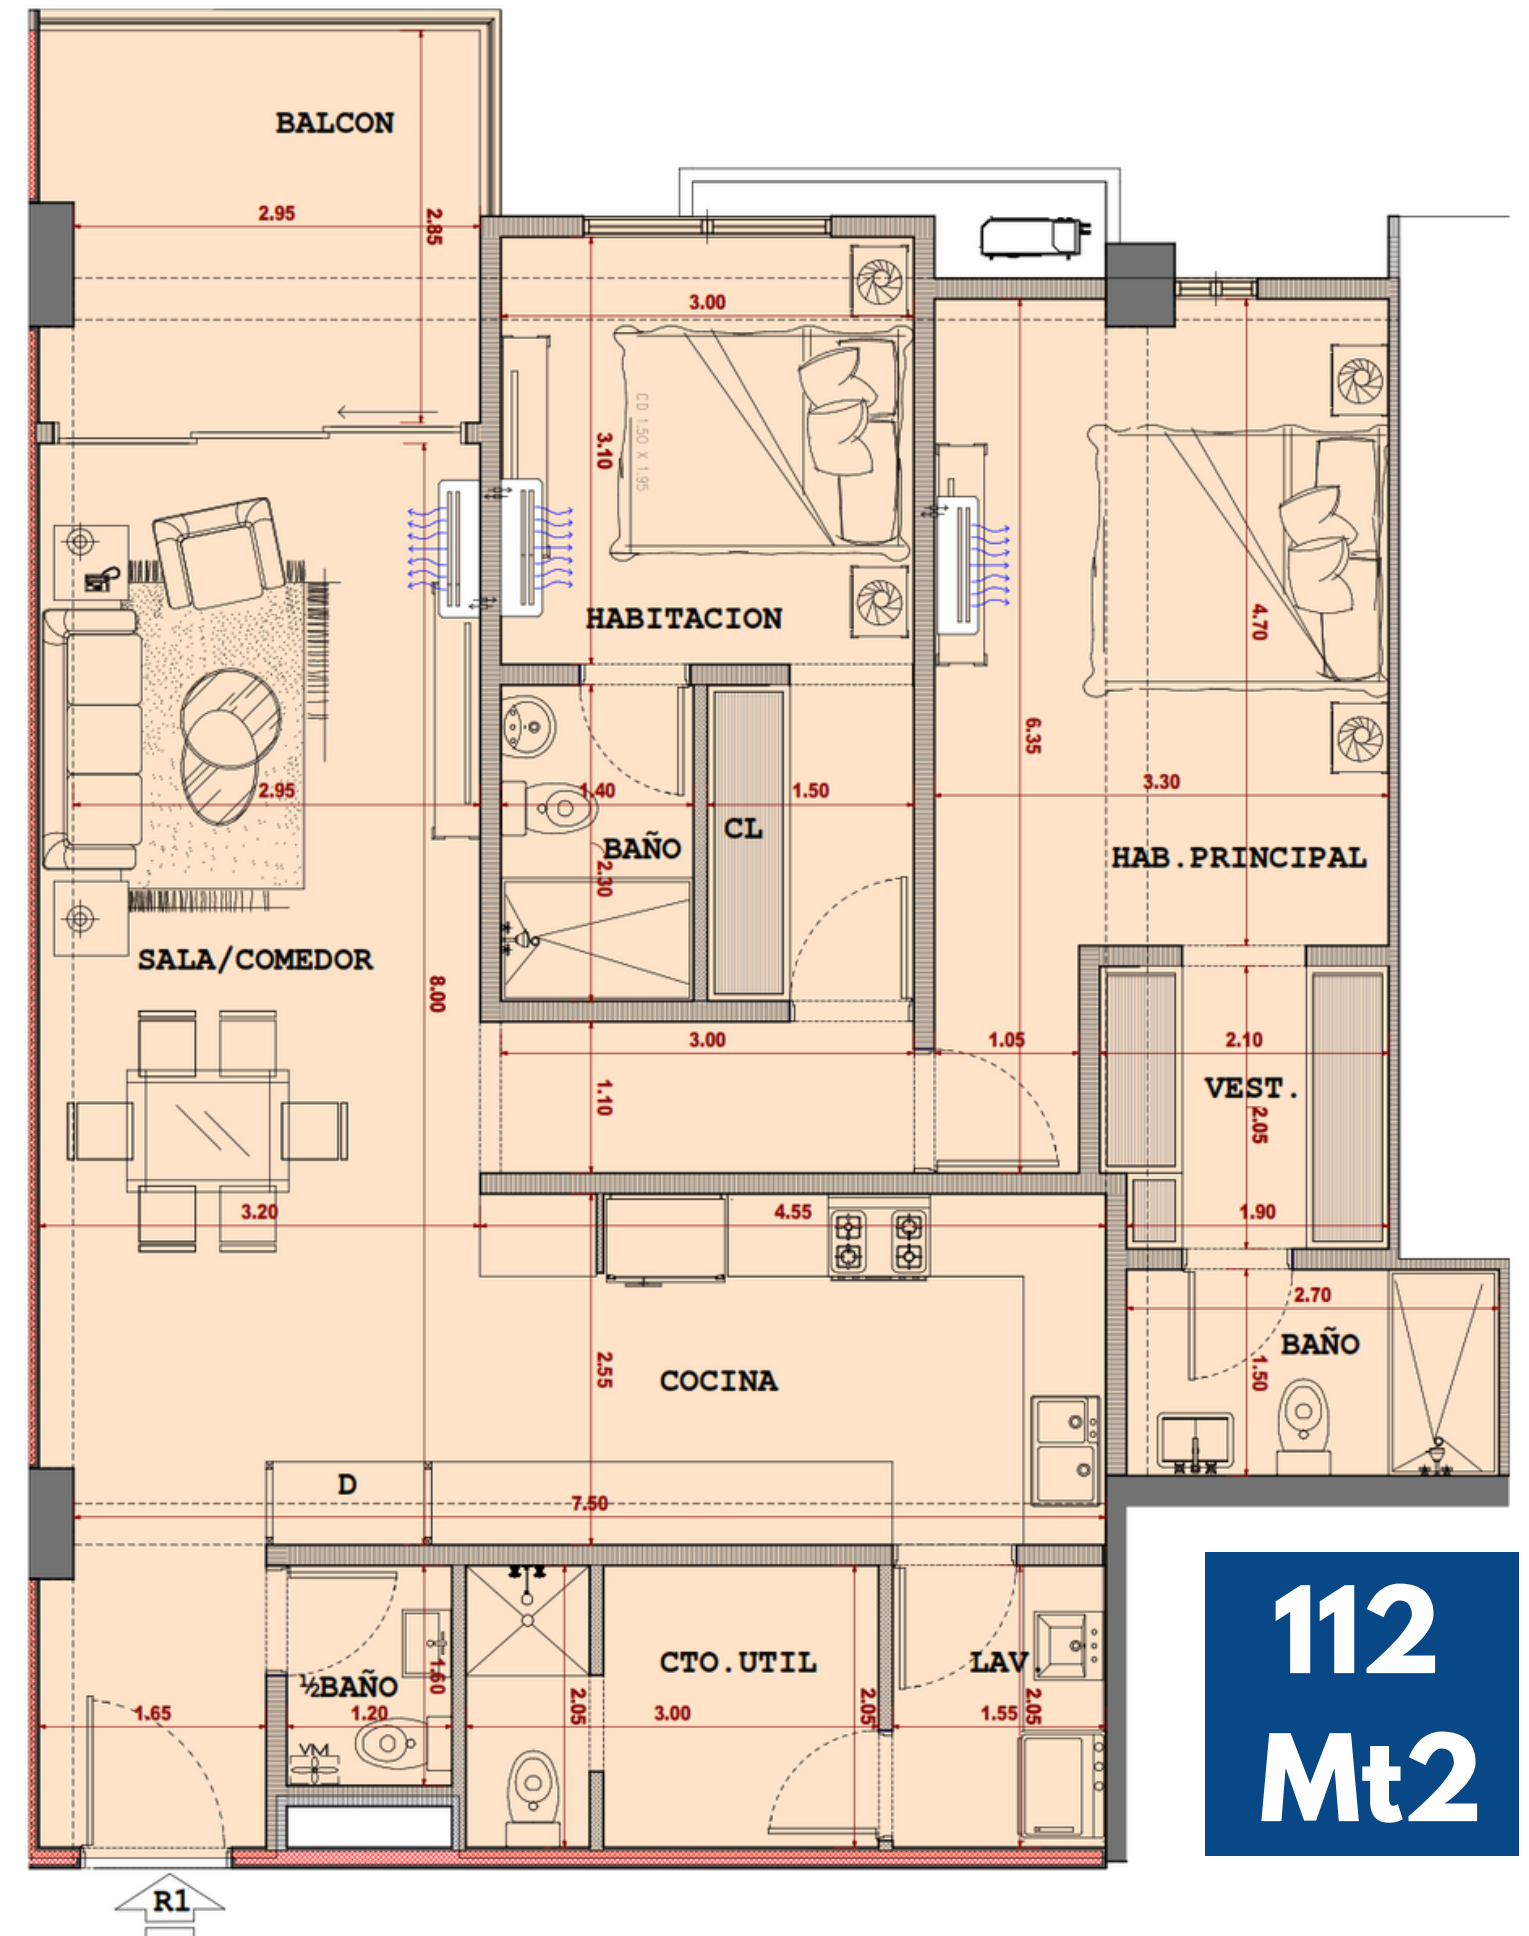 BALCON
2.95
2.85
3.00
CD 1.50 X 1.95
3.10
HABITACION
4.70
6.35
3.30
2.95
1.40
1.50
CL
BAÑO
2.30
HAB.PRINCIPAL
SALA/COMEDOR
8.00
3.00
1.05
2.10
1.10
VEST.
2.05
3.20
4.55
1.90
2.70
BAÑO
1.50
2.55
COCINA
D
7.50
½BAÑO
1.60
CTO.UTIL
LAV.
1.65
1.20
2.05
3.00
2.05
1.55
2.05
VM
R1
112
Mt2